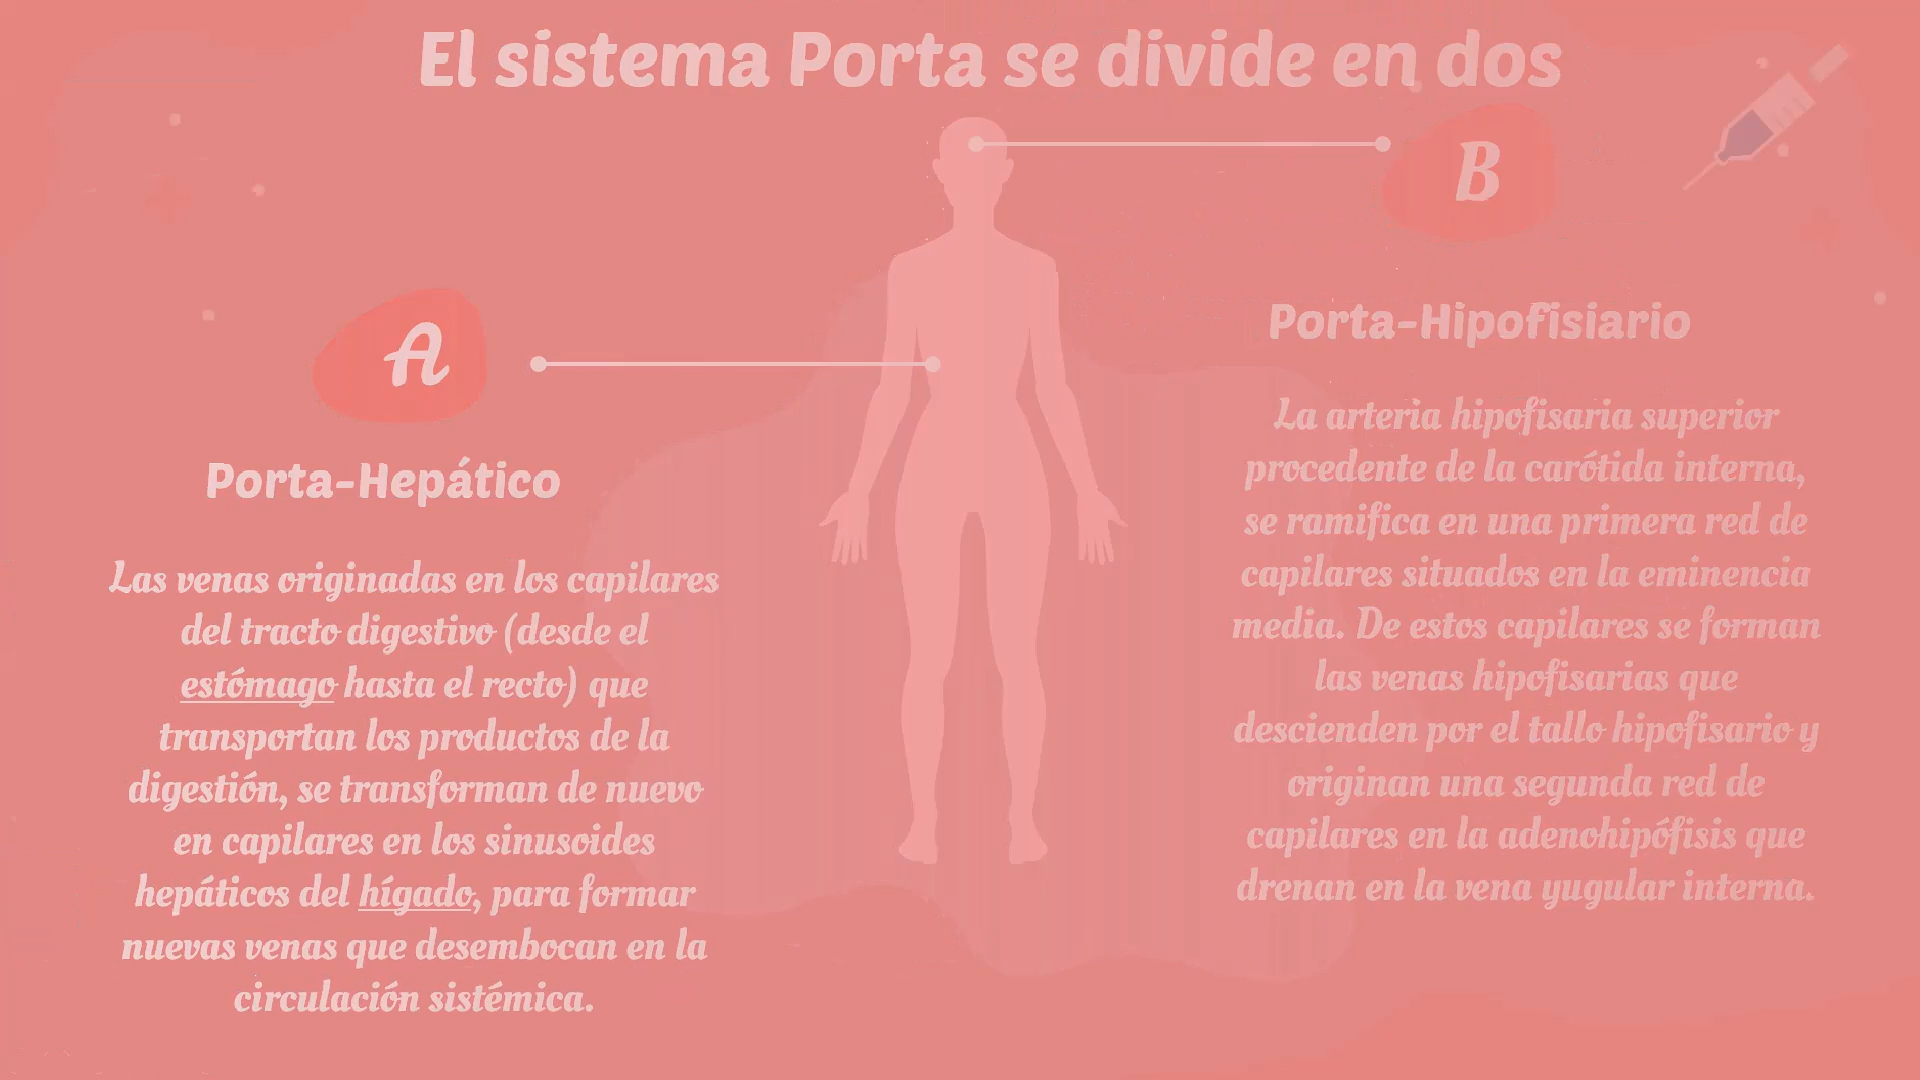 El sistema Porta se divide en dos
A
Porta-Hepático
Las venas originadas en los capilares
del tracto digestivo (desde el
estómago hasta el recto) que
transportan los productos de la
digestión, se transforman de nuevo
en capilares en los sinusoides
hepáticos del hígado, para formar
nuevas venas que desembocan en la
circulación sistémica.
B
Porta-Hipofisiario
La arteria hipofisaria superior
procedente de la carótida interna,
se ramifica en una primera red de
capilares situados en la eminencia
media. De estos capilares se forman
las venas hipofisarias que
descienden por el tallo hipofisario y
originan una segunda red de
capilares en la adenohipófisis que
drenan en la vena yugular interna.